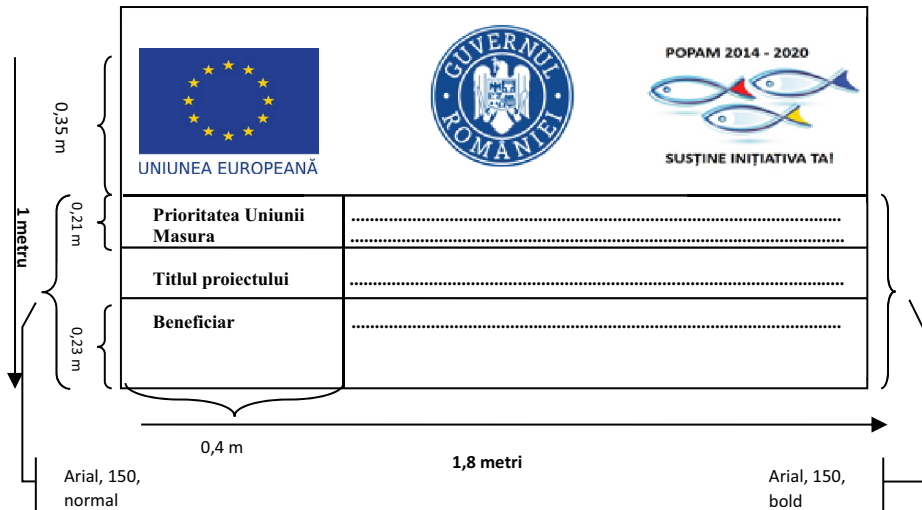 POPAM 2014 - 2020
GUVERNUL ROMÂNIEI
UNIUNEA EUROPEANĂ
SUSȚINE INIȚIATIVA TA!
0,35 m
1 metru
0,21 m
0,23 m
Prioritatea Uniunii ........................................
Masura ........................................
Titlul proiectului ........................................
Beneficiar ........................................
0,4 m
1,8 metri
Arial, 150,
normal
Arial, 150,
bold